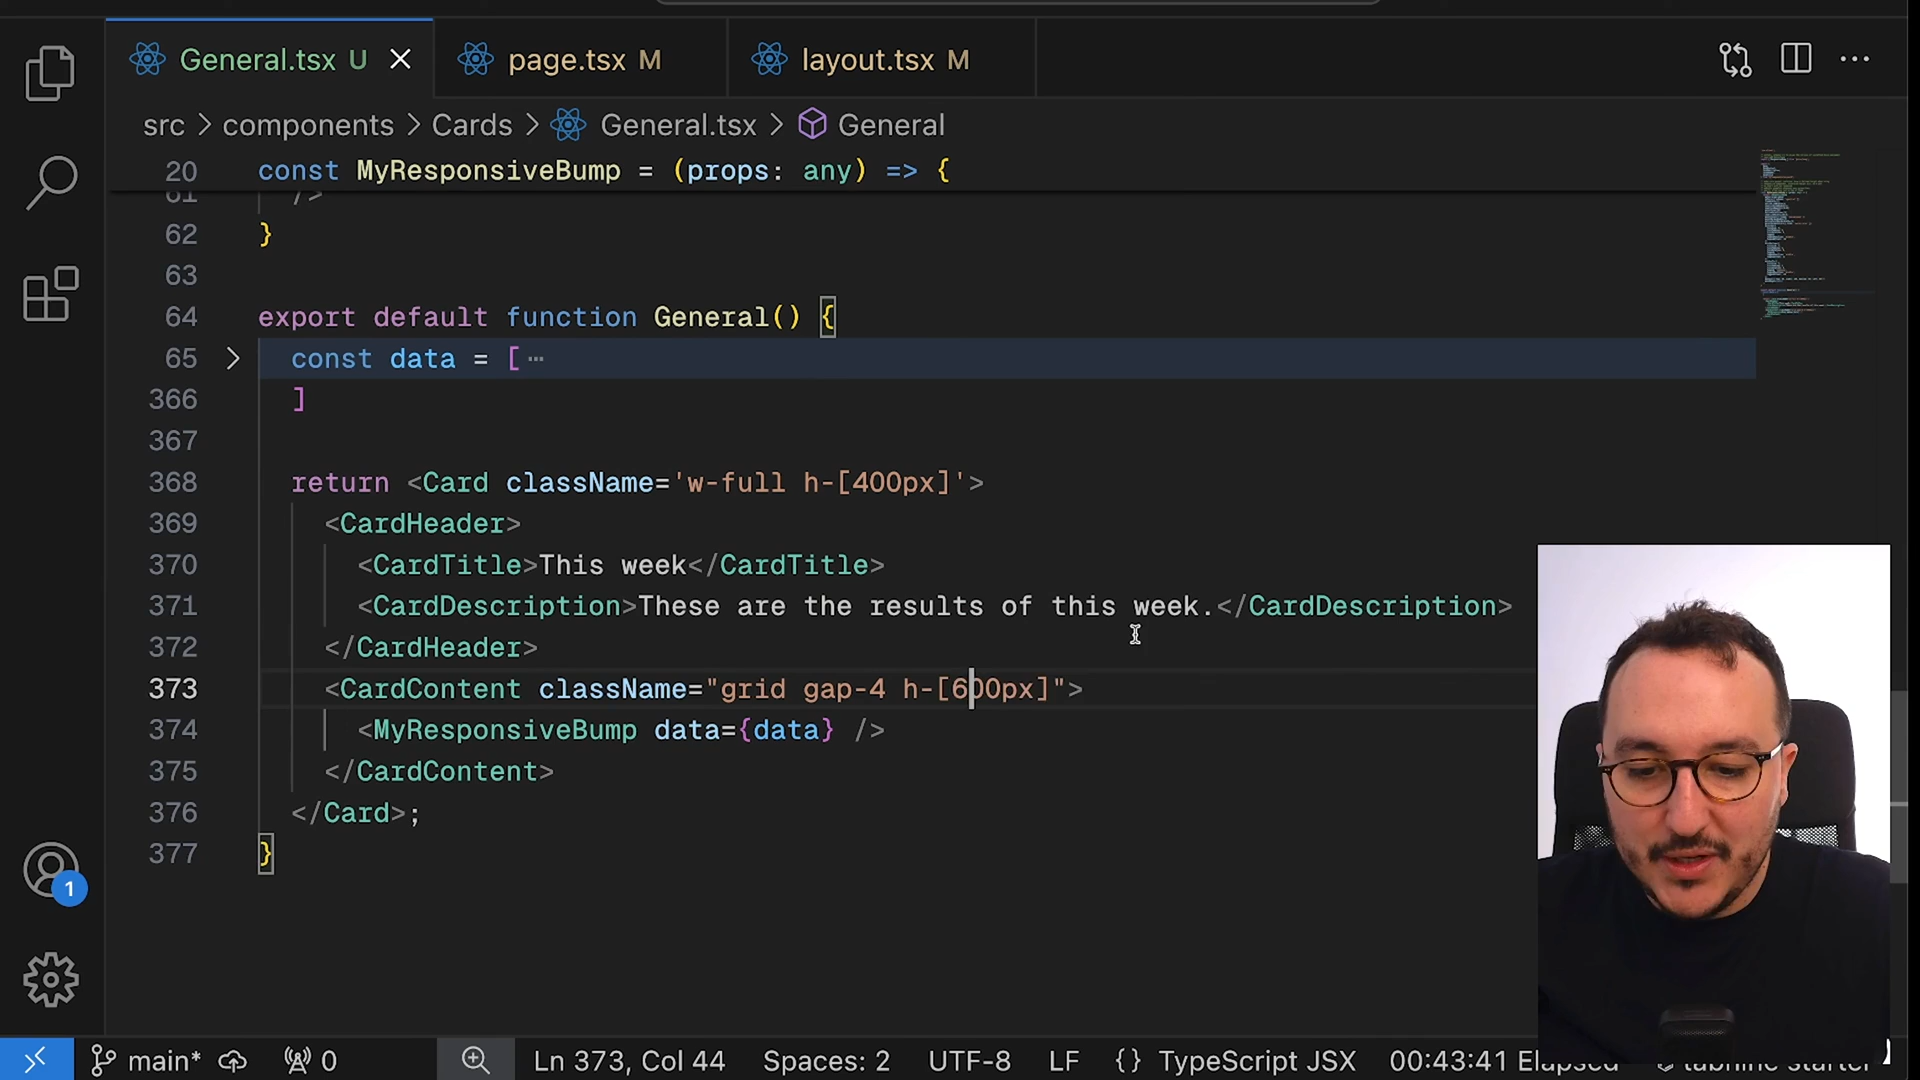 General.tsx U
page.tsx M
layout.tsx M
src > components > Cards > General.tsx > General
20 const MyResponsiveBump = (props: any) => {
61 />
62 }
63
64 export default function General() {
65 const data = [ ⋯
366 ]
367
368 return <Card className='w-full h-[400px]'>
369 <CardHeader>
370 <CardTitle>This week</CardTitle>
371 <CardDescription>These are the results of this week.</CardDescription>
372 </CardHeader>
373 <CardContent className="grid gap-4 h-[600px]">
374 <MyResponsiveBump data={data} />
375 </CardContent>
376 </Card>;
377 }
1
main* 0 Ln 373, Col 44 Spaces: 2 UTF-8 LF {} TypeScript JSX 00:43:41 Elapsed tabnine starter